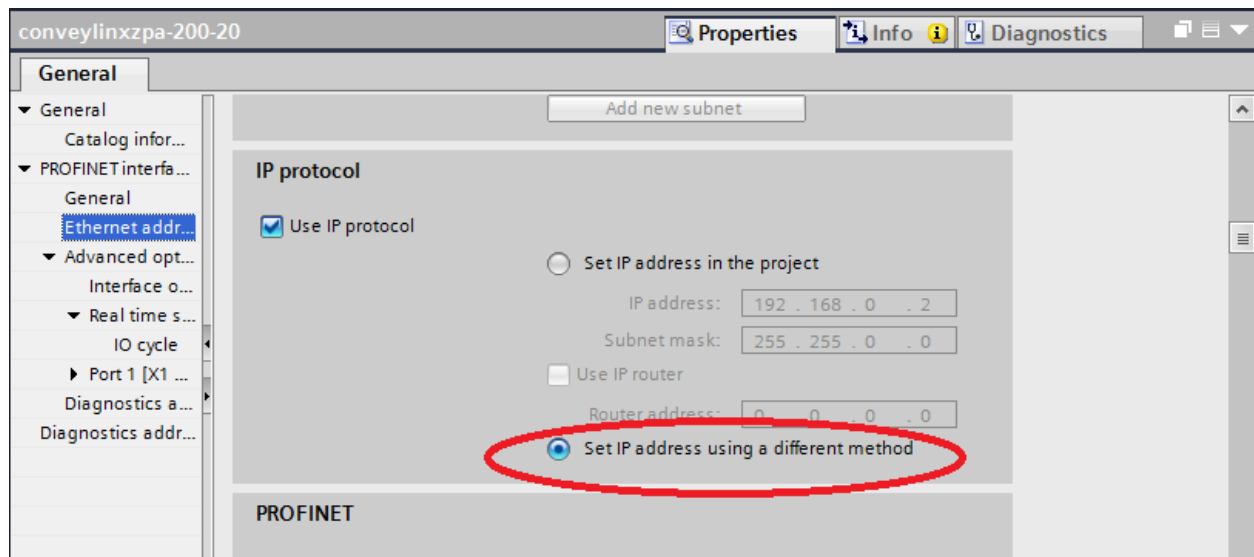 conveylinxzpa-200-20
Properties
Info
Diagnostics
General
General
Catalog infor...
PROFINET interfa...
General
Ethernet addr...
Advanced opt...
Interface o...
Real time s...
IO cycle
Port 1 [X1 ...
Diagnostics a...
Diagnostics addr...
Add new subnet
IP protocol
Use IP protocol
Set IP address in the project
IP address: 192 . 168 . 0 . 2
Subnet mask: 255 . 255 . 0 . 0
Use IP router
Router address: 0 . 0 . 0 . 0
Set IP address using a different method
PROFINET